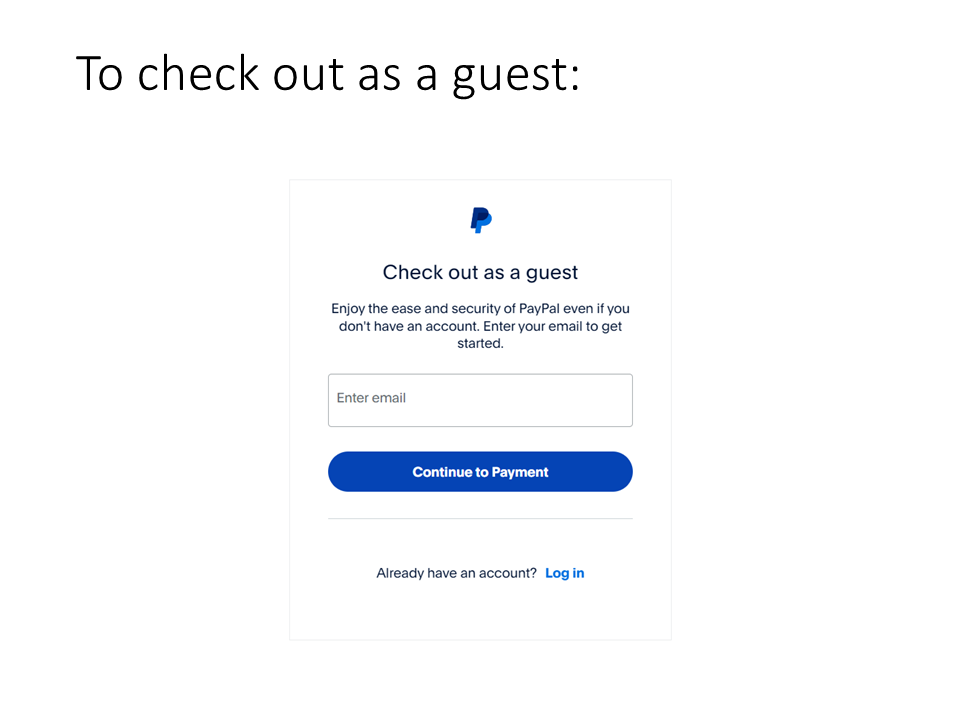 To check out as a guest:
Check out as a guest
Enjoy the ease and security of PayPal even if you
don't have an account. Enter your email to get
started.
Enter email
Continue to Payment
Already have an account? Log in